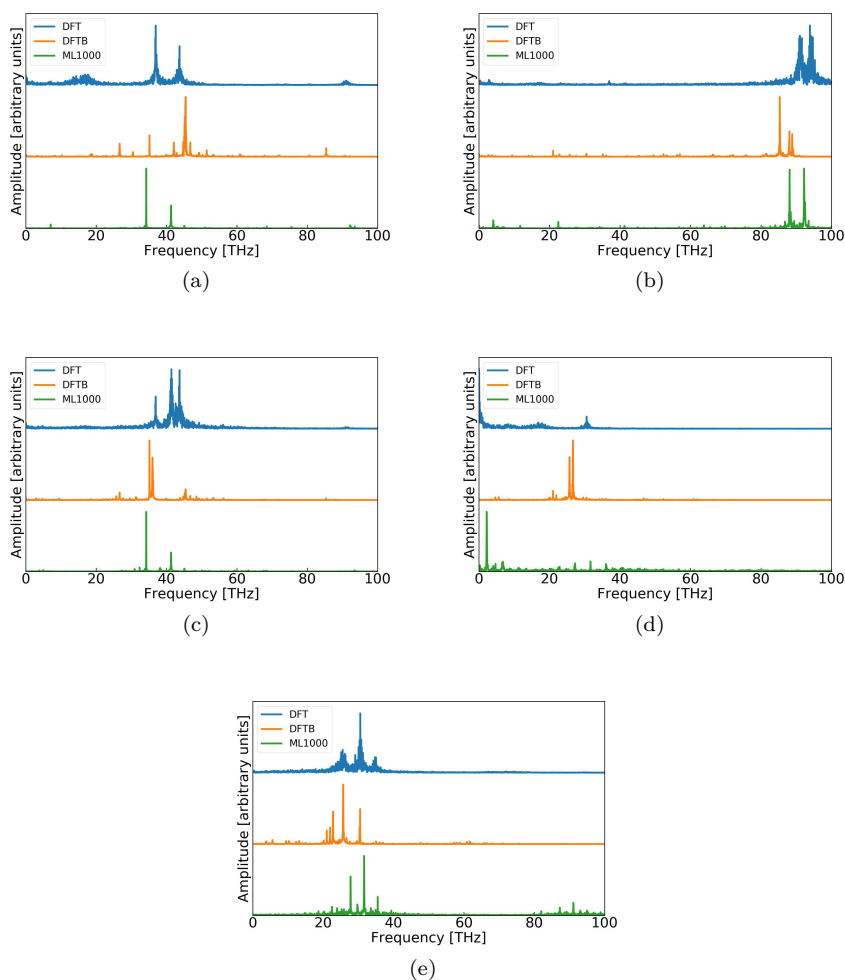 Amplitude [arbitrary units]
DFT
DFTB
ML1000
0 20 40 60 80 100
Frequency [THz]
(a)
Amplitude [arbitrary units]
DFT
DFTB
ML1000
0 20 40 60 80 100
Frequency [THz]
(b)
Amplitude [arbitrary units]
DFT
DFTB
ML1000
0 20 40 60 80 100
Frequency [THz]
(c)
Amplitude [arbitrary units]
DFT
DFTB
ML1000
0 20 40 60 80 100
Frequency [THz]
(d)
Amplitude [arbitrary units]
DFT
DFTB
ML1000
0 20 40 60 80 100
Frequency [THz]
(e)